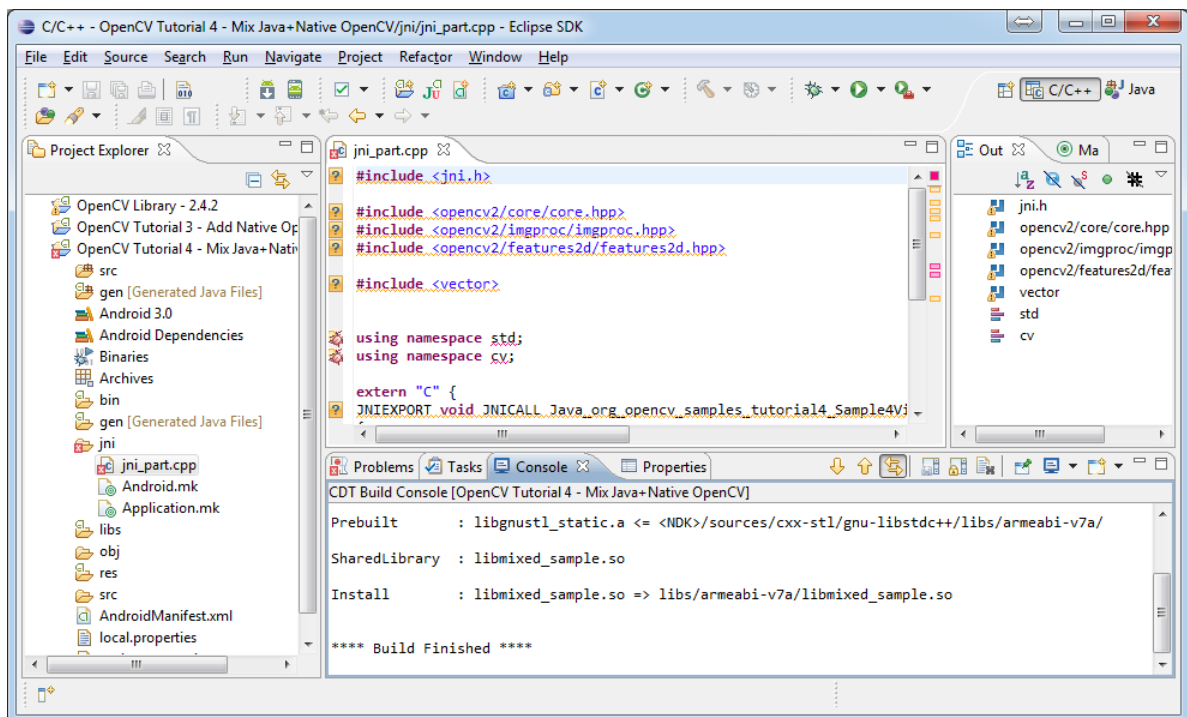 C/C++ - OpenCV Tutorial 4 - Mix Java+Native OpenCV/jni/jni_part.cpp - Eclipse SDK
File Edit Source Search Run Navigate Project Refactor Window Help
C/C++ Java
Project Explorer
OpenCV Library - 2.4.2
OpenCV Tutorial 3 - Add Native Op
OpenCV Tutorial 4 - Mix Java+Nativ
src
gen [Generated Java Files]
Android 3.0
Android Dependencies
Binaries
Archives
bin
gen [Generated Java Files]
jni
jni_part.cpp
Android.mk
Application.mk
libs
obj
res
src
AndroidManifest.xml
local.properties
jni_part.cpp
#include <jni.h>
#include <opencv2/core/core.hpp>
#include <opencv2/imgproc/imgproc.hpp>
#include <opencv2/features2d/features2d.hpp>
#include <vector>
using namespace std;
using namespace cv;
extern "C" {
JNIEXPORT void JNICALL Java_org_opencv_samples_tutorial4_Sample4Vi
Out Ma
jni.h
opencv2/core/core.hpp
opencv2/imgproc/imgp
opencv2/features2d/fea
vector
std
cv
Problems Tasks Console Properties
CDT Build Console [OpenCV Tutorial 4 - Mix Java+Native OpenCV]
Prebuilt : libgnustl_static.a <= <NDK>/sources/cxx-stl/gnu-libstdc++/libs/armeabi-v7a/
SharedLibrary : libmixed_sample.so
Install : libmixed_sample.so => libs/armeabi-v7a/libmixed_sample.so
**** Build Finished ****